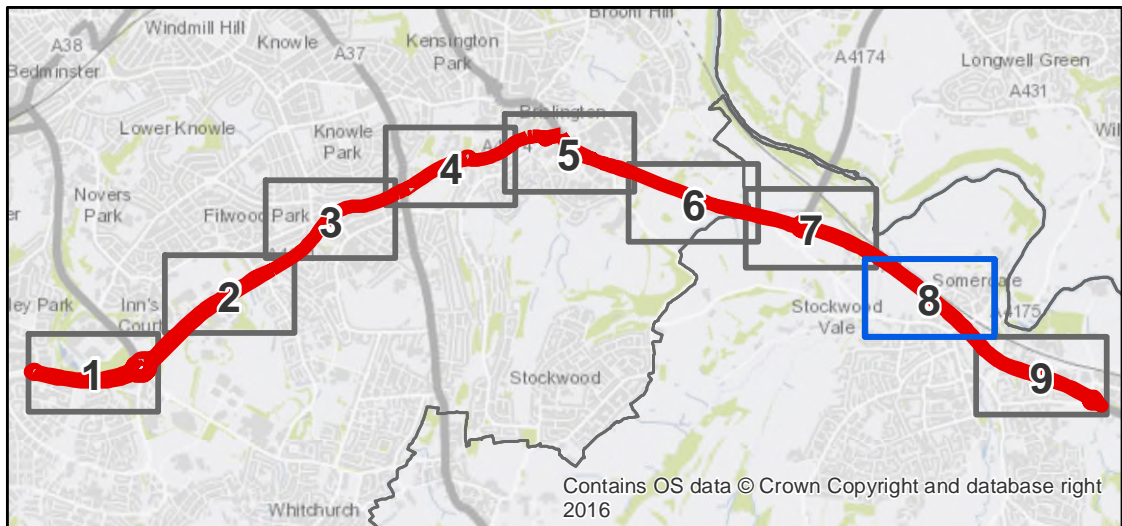 Broom Hill
Windmill Hill
A38
Knowle
Kensington
Park
A37
A4174
Longwell Green
Bedminster
A431
Brislington
Lower Knowle
Knowle
Park
4
5
Novers
Park
Filwood Park
3
6
7
2
Inn's
Court
Somerdale
8
A4175
Stockwood
Vale
1
Stockwood
9
Contains OS data © Crown Copyright and database right
2016
Whitchurch